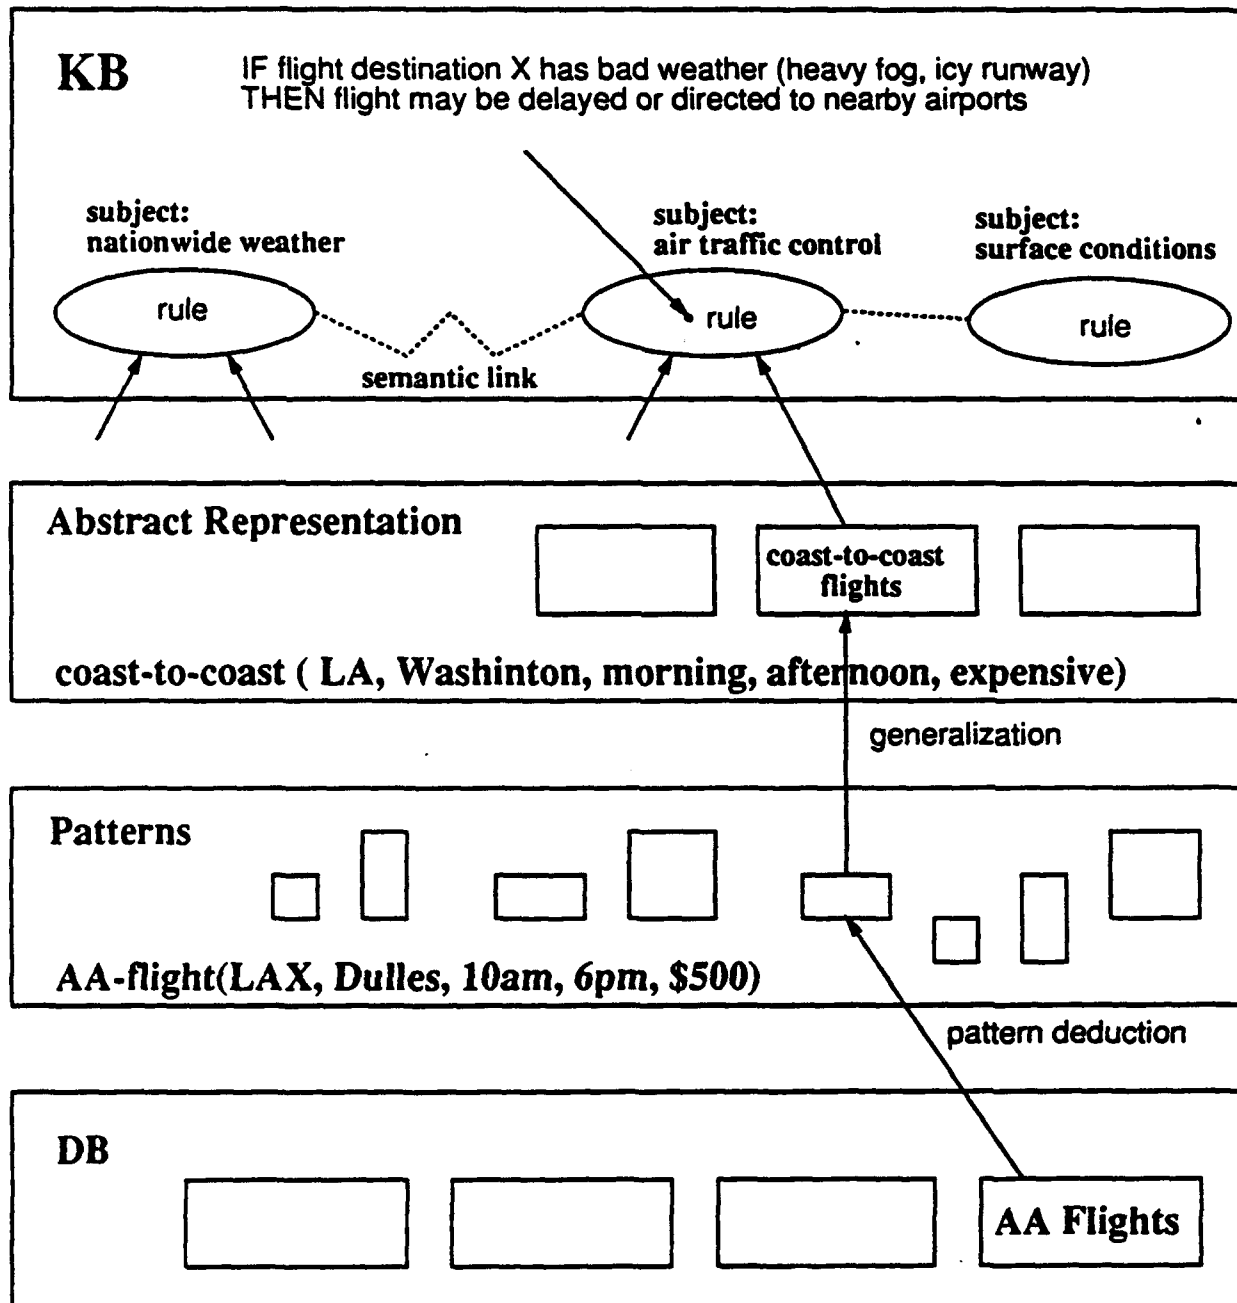 KB
IF flight destination X has bad weather (heavy fog, icy runway)
THEN flight may be delayed or directed to nearby airports
subject:
nationwide weather
subject:
air traffic control
subject:
surface conditions
rule
rule
rule
semantic link
Abstract Representation
coast-to-coast
flights
coast-to-coast ( LA, Washinton, morning, afternoon, expensive)
generalization
Patterns
AA-flight(LAX, Dulles, 10am, 6pm, $500)
pattern deduction
DB
AA Flights